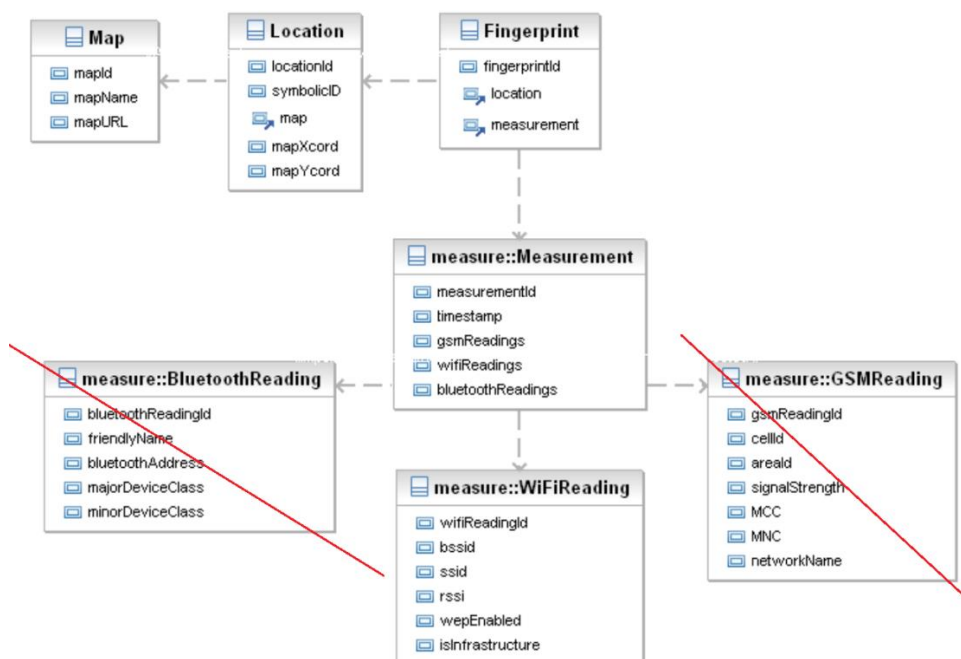 Map
mapId
mapName
mapURL
Location
locationId
symbolicID
map
mapXcord
mapYcord
Fingerprint
fingerprintId
location
measurement
measure::Measurement
measurementId
timestamp
gsmReadings
wifiReadings
bluetoothReadings
measure::BluetoothReading
bluetoothReadingId
friendlyName
bluetoothAddress
majorDeviceClass
minorDeviceClass
measure::WiFiReading
wifiReadingId
bssid
ssid
rssi
wepEnabled
isInfrastructure
measure::GSMReading
gsmReadingId
cellId
areaId
signalStrength
MCC
MNC
networkName